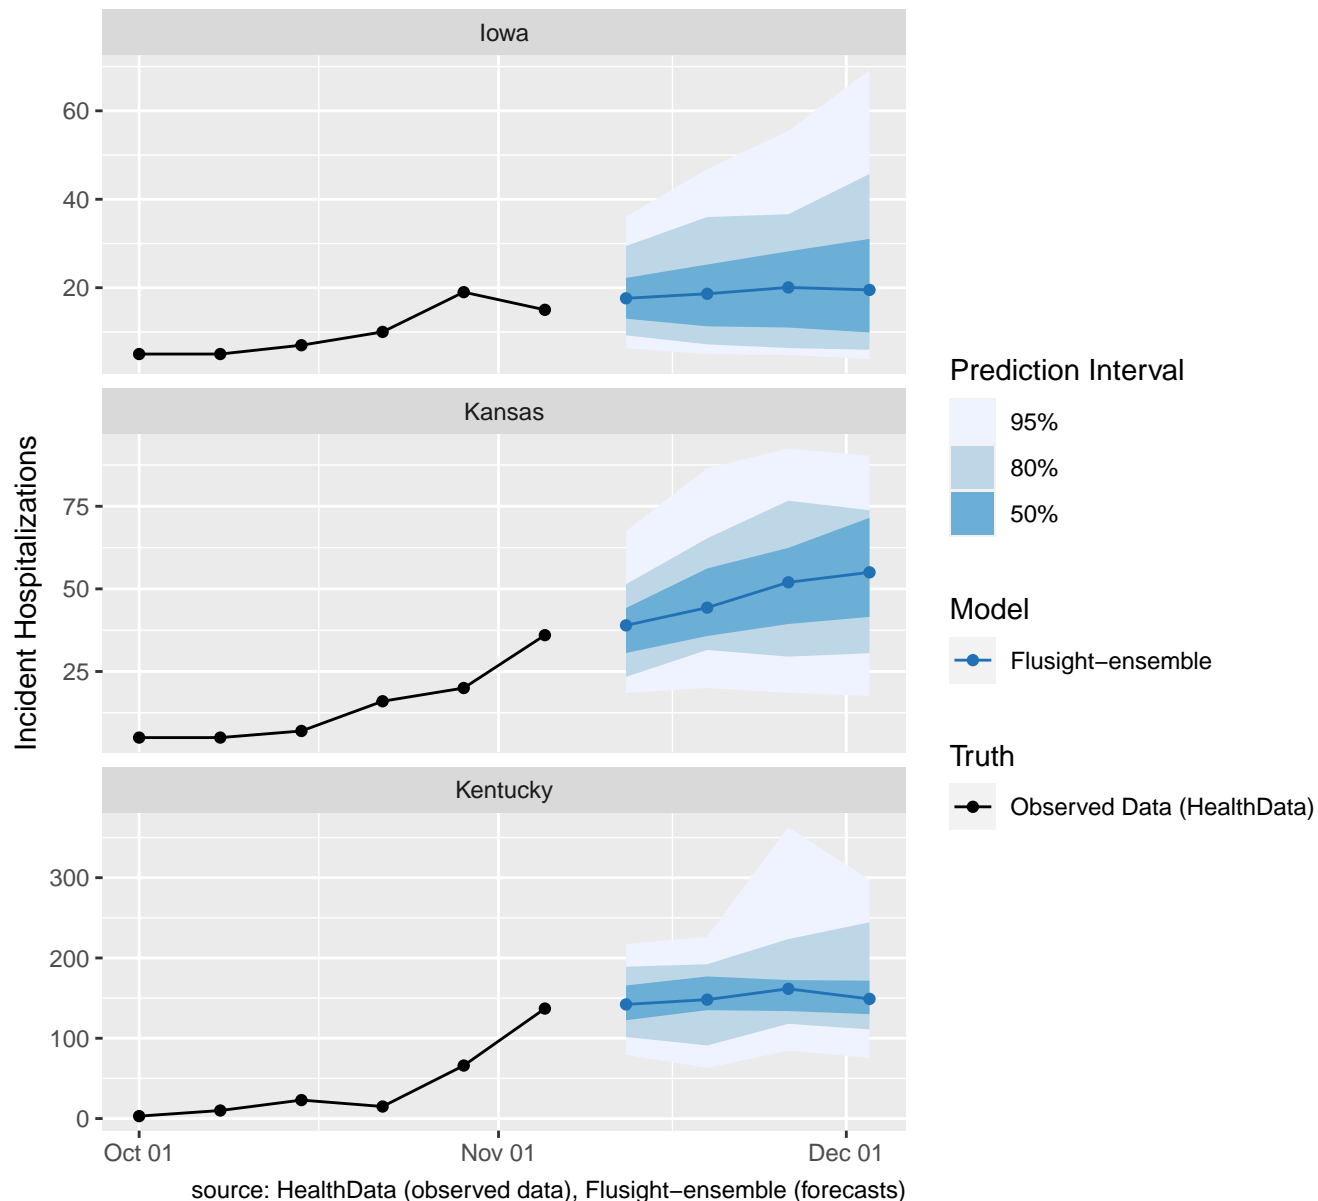 Iowa
60
40
20
Kansas
75
50
25
Kentucky
300
200
100
0
Oct 01
Nov 01
Dec 01
Incident Hospitalizations
source: HealthData (observed data), Flusight−ensemble (forecasts)
Prediction Interval
95%
80%
50%
Model
Flusight−ensemble
Truth
Observed Data (HealthData)